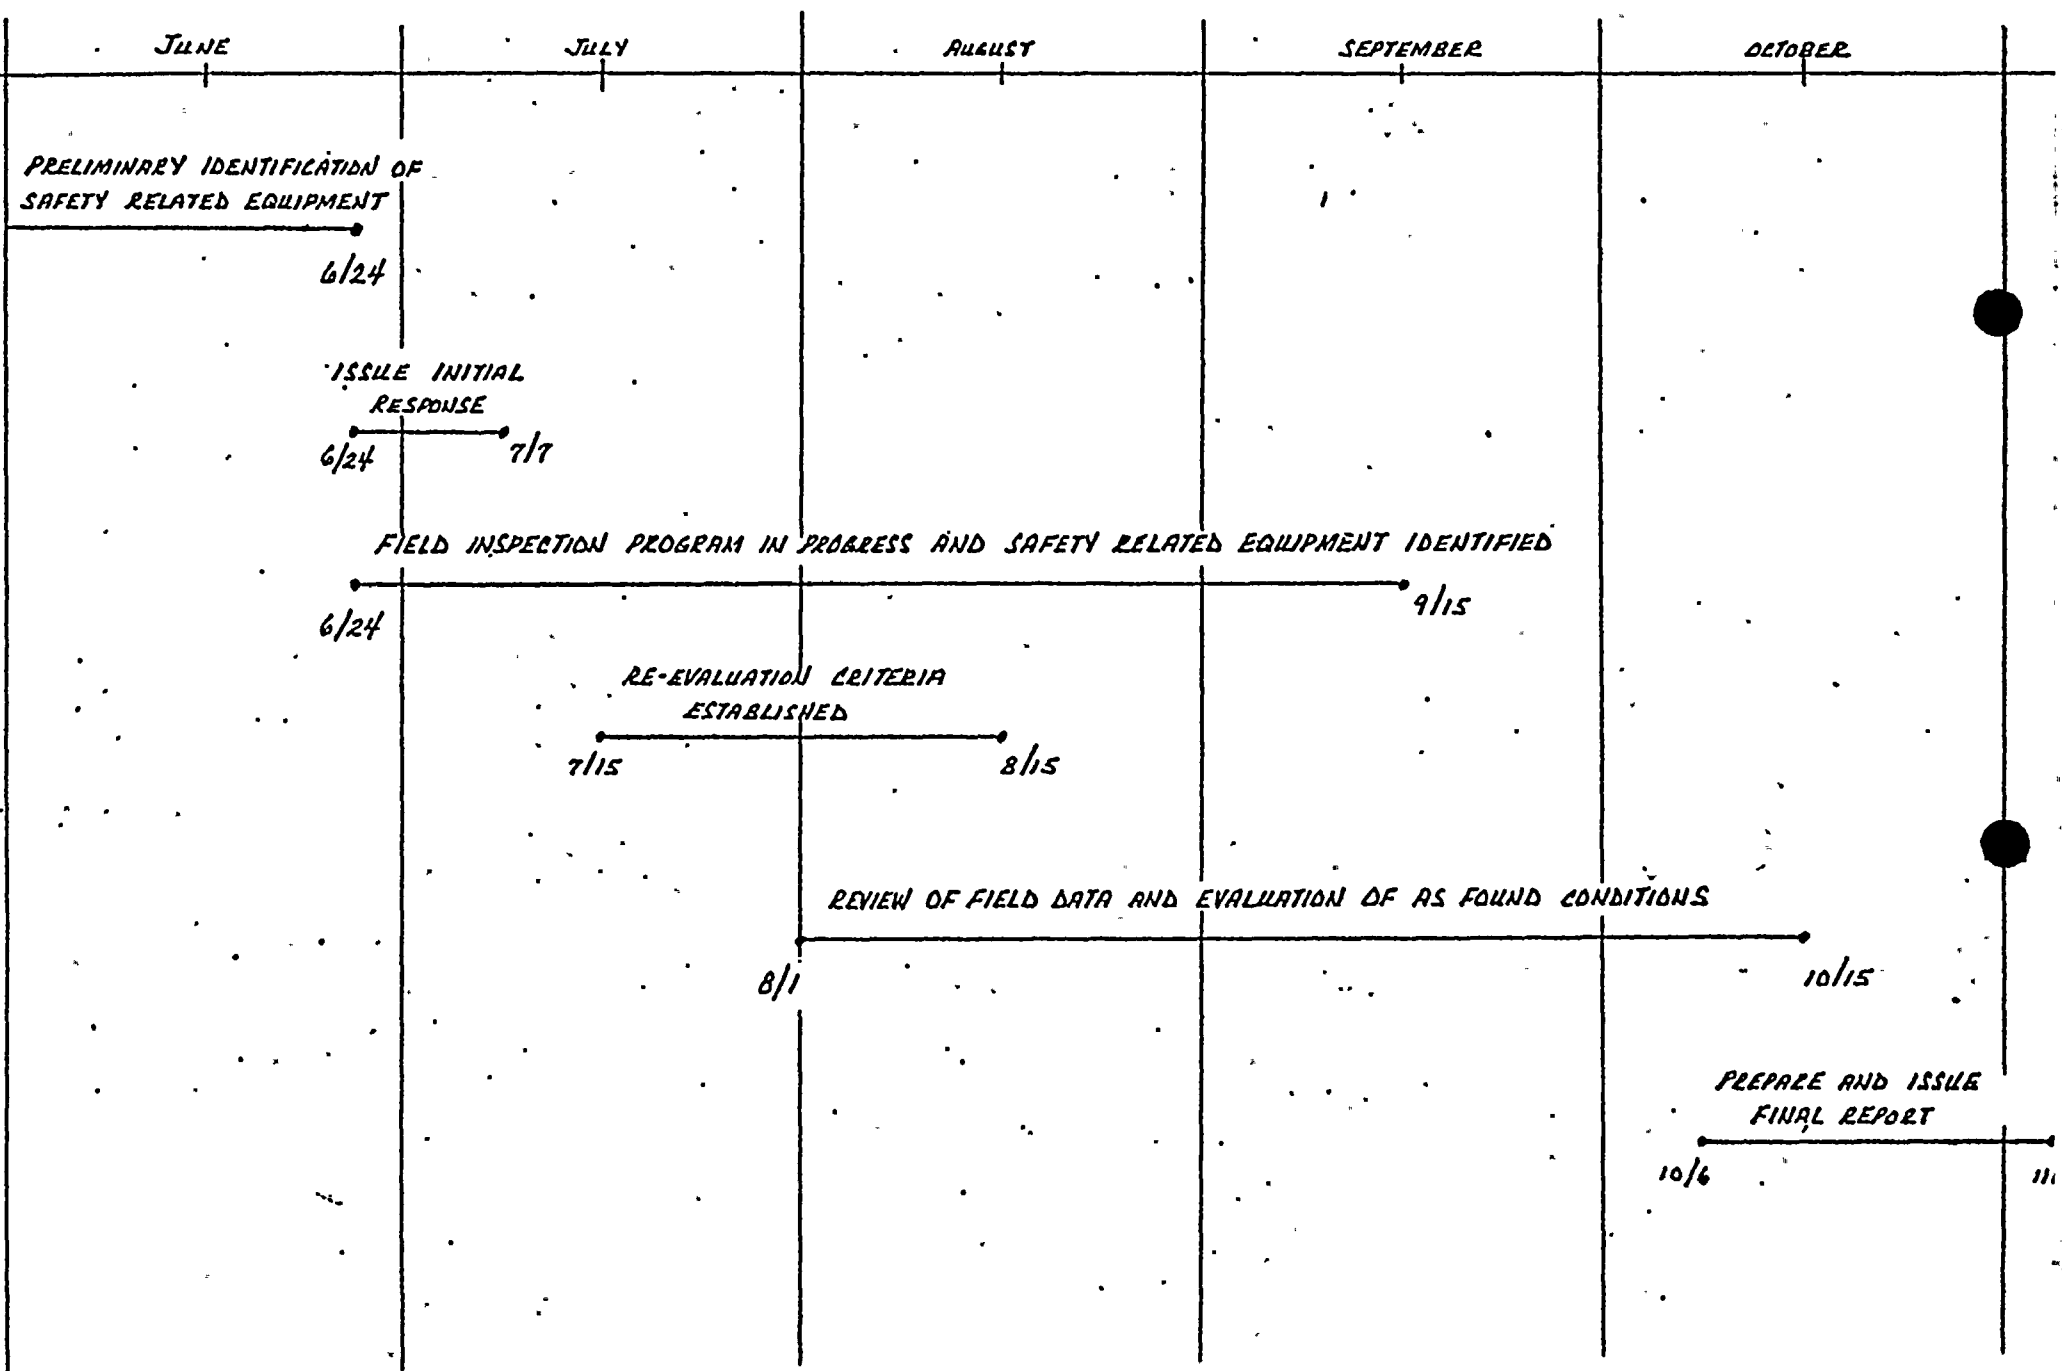 JUNE JULY AUGUST SEPTEMBER OCTOBER
PRELIMINARY IDENTIFICATION OF
SAFETY RELATED EQUIPMENT
6/24
ISSUE INITIAL
RESPONSE
6/24 7/7
FIELD INSPECTION PROGRAM IN PROGRESS AND SAFETY RELATED EQUIPMENT IDENTIFIED
6/24 9/15
RE-EVALUATION CRITERIA
ESTABLISHED
7/15 8/15
REVIEW OF FIELD DATA AND EVALUATION OF AS FOUND CONDITIONS
8/1 10/15
PREPARE AND ISSUE
FINAL REPORT
10/6